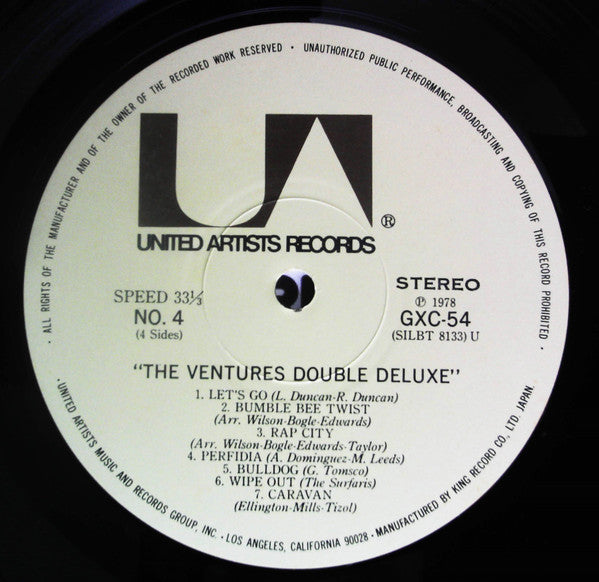 · ALL RIGHTS OF THE MANUFACTURER AND OF THE OWNER OF THE RECORDED WORK RESERVED · UNAUTHORIZED PUBLIC PERFORMANCE, BROADCASTING AND COPYING OF THIS RECORD PROHIBITED ·
UA®
UNITED ARTISTS RECORDS
SPEED 33⅓
NO. 4
(4 Sides)
STEREO
Ⓟ 1978
GXC-54
(SILBT 8133) U
"THE VENTURES DOUBLE DELUXE"
1. LET'S GO (L. Duncan-R. Duncan)
2. BUMBLE BEE TWIST
(Arr. Wilson-Bogle-Edwards)
3. RAP CITY
(Arr. Wilson-Bogle-Edwards-Taylor)
4. PERFIDIA (A. Dominguez-M. Leeds)
5. BULLDOG (G. Tomsco)
6. WIPE OUT (The Surfaris)
7. CARAVAN
(Ellington-Mills-Tizol)
· UNITED ARTISTS MUSIC AND RECORDS GROUP, INC. · LOS ANGELES, CALIFORNIA 90028 · MANUFACTURED BY KING RECORD CO., LTD. JAPAN.